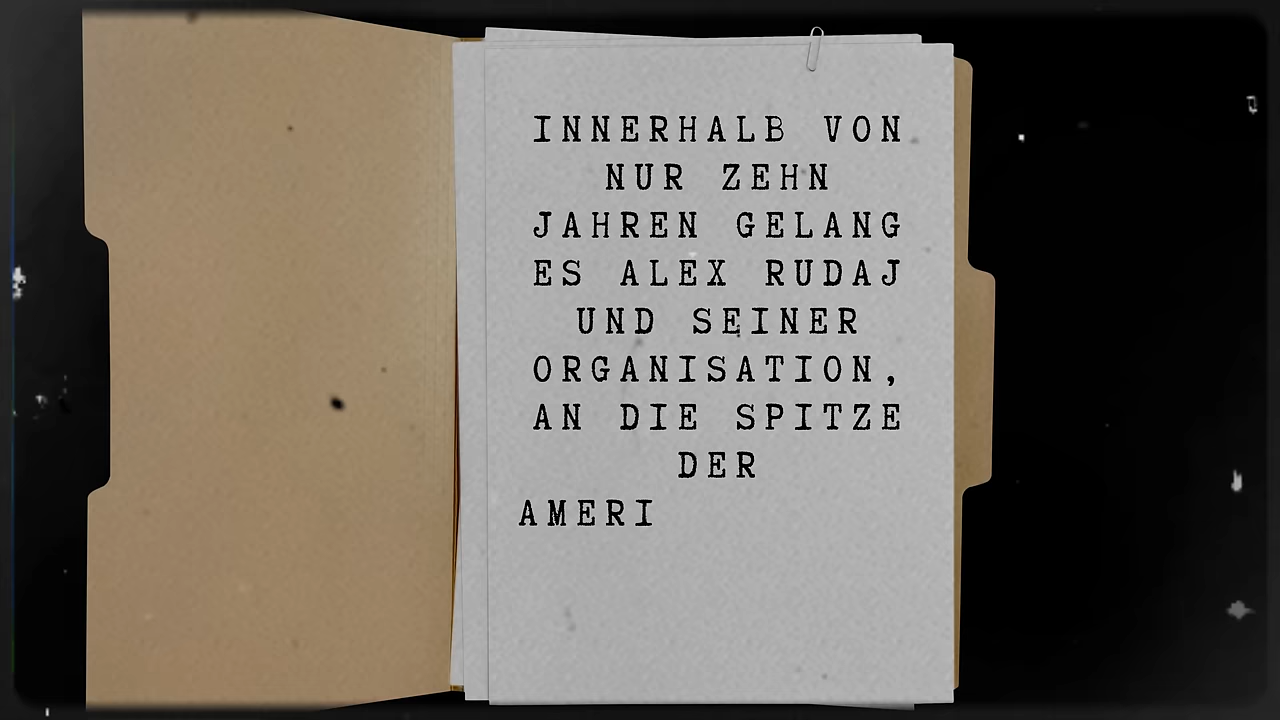 INNERHALB VON
NUR ZEHN
JAHREN GELANG
ES ALEX RUDAJ
UND SEINER
ORGANISATION,
AN DIE SPITZE
DER
AMERI